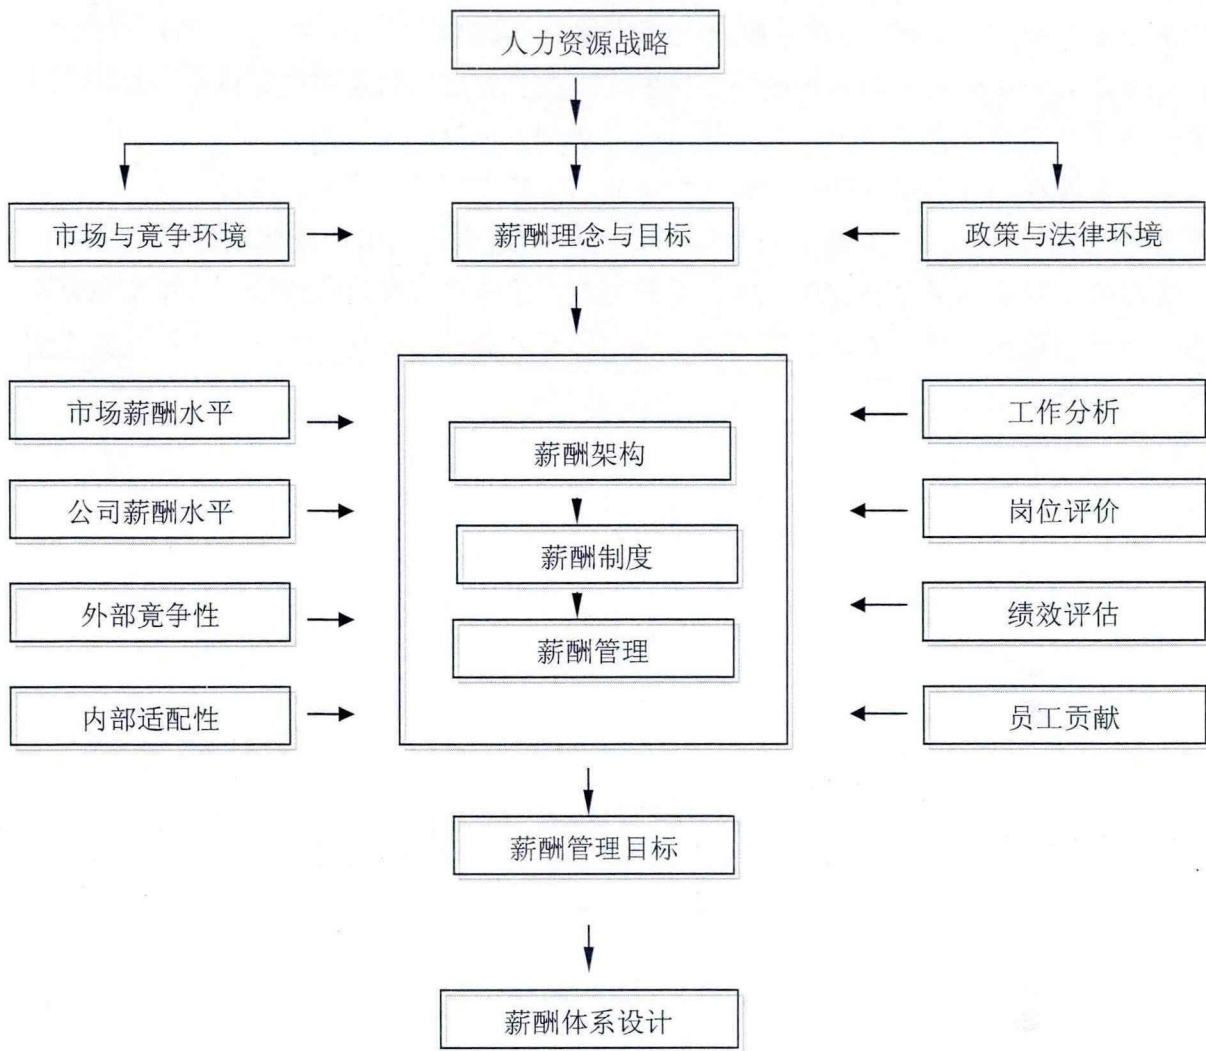 人力资源战略
市场与竟争环境
薪酬理念与目标
政策与法律环境
市场薪酬水平
工作分析
薪酬架构
公司薪酬水平
岗位评价
薪酬制度
外部竟争性
绩效评估
薪酬管理
内部适配性
员工贡献
薪酬管理目标
薪酬体系设计